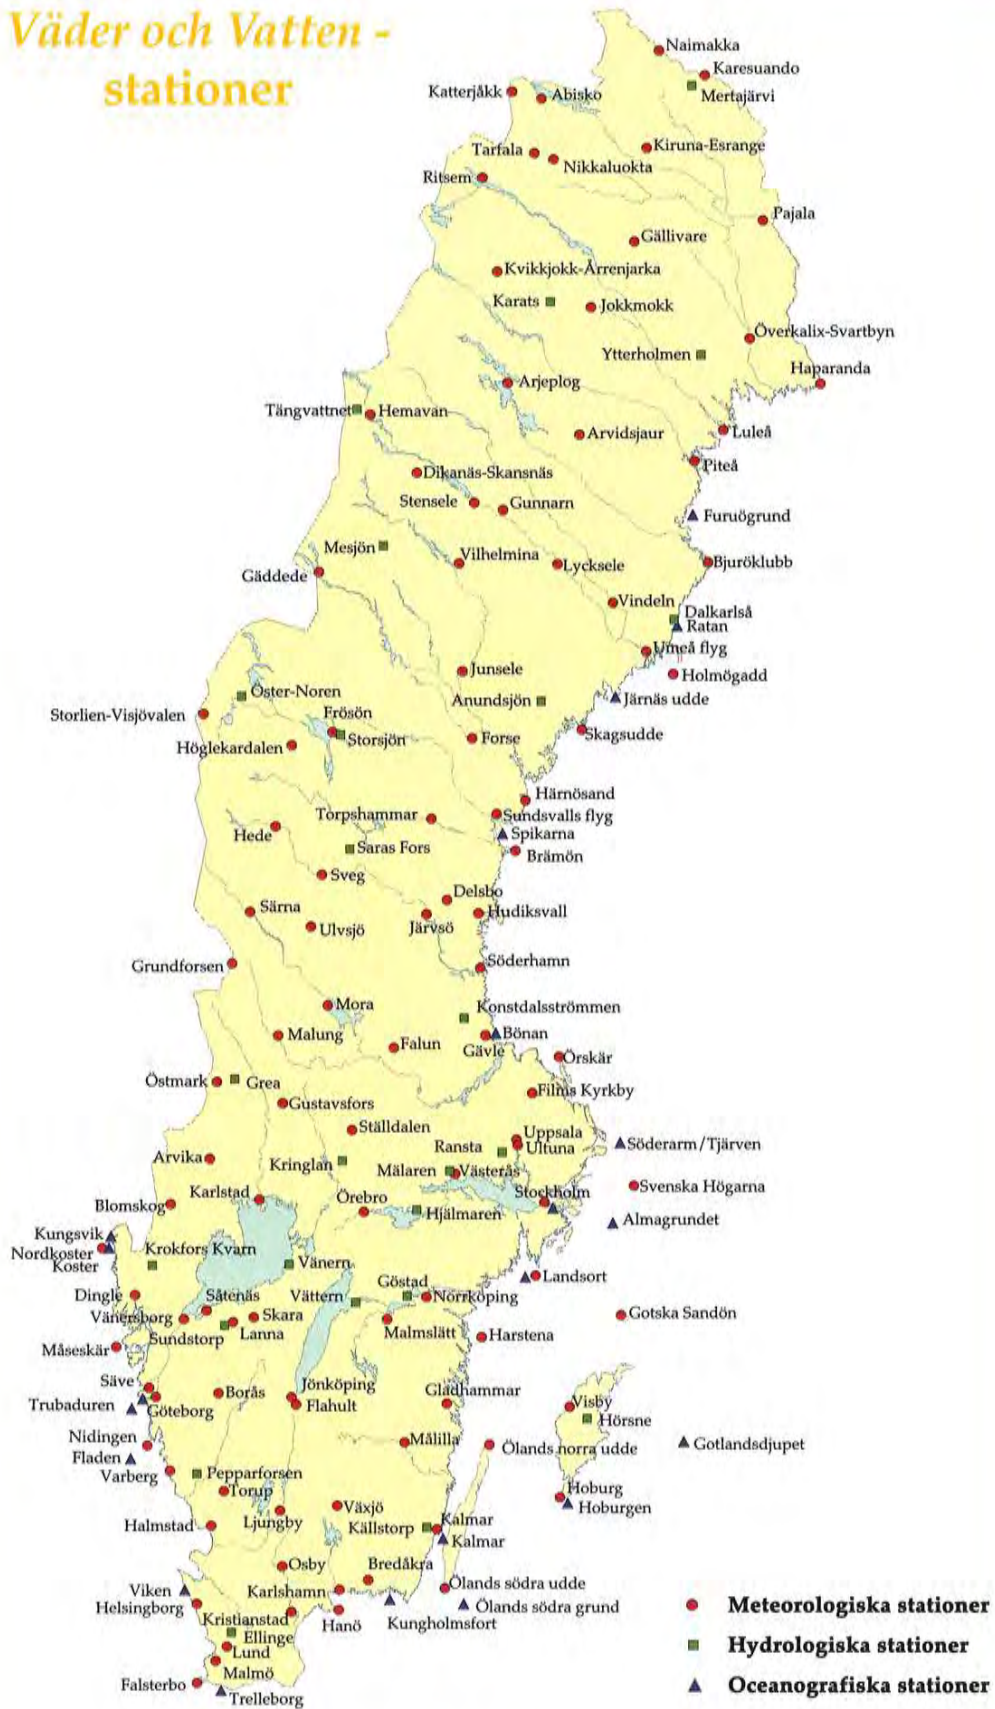 Väder och Vatten -
stationer
Naimakka
Karesuando
Mertajärvi
Katterjåkk
Abisko
Kiruna-Esrange
Tarfala
Nikkaluokta
Ritsem
Pajala
Gällivare
Kvikkjokk-Årrenjarka
Karats
Jokkmokk
Överkalix-Svartbyn
Ytterholmen
Haparanda
Arjeplog
Tängvattnet
Hemavan
Luleå
Arvidsjaur
Piteå
Dikanäs-Skansnäs
Stensele
Gunnarn
Furuögrund
Mesjön
Vilhelmina
Lycksele
Bjuröklubb
Gäddede
Vindeln
Dalkarlså
Ratan
Umeå flyg
Junsele
Holmögadd
Öster-Noren
Anundsjön
Järnäs udde
Storlien-Visjövalen
Frösön
Storsjön
Forse
Skagsudde
Höglekardalen
Härnösand
Torpshammar
Sundsvalls flyg
Hede
Spikarna
Saras Fors
Brämön
Sveg
Delsbo
Särna
Hudiksvall
Ulvsjö
Järvsö
Grundforsen
Söderhamn
Mora
Konstdalsströmmen
Malung
Bönan
Falun
Gävle
Örskär
Östmark
Grea
Films Kyrkby
Gustavsfors
Ställdalen
Uppsala
Ransta
Ultuna
Söderarm/Tjärven
Arvika
Kringlan
Mälaren
Västerås
Karlstad
Örebro
Stockholm
Svenska Högarna
Blomskog
Hjälmaren
Almagrundet
Kungsvik
Nordkoster
Koster
Krokfors Kvarn
Vänern
Göstad
Landsort
Dingle
Såtenäs
Vättern
Norrköping
Vänersborg
Skara
Gotska Sandön
Sundstorp
Lanna
Malmslätt
Harstena
Måseskär
Säve
Borås
Jönköping
Gladhammar
Trubaduren
Göteborg
Flahult
Visby
Hörsne
Nidingen
Målilla
Ölands norra udde
Gotlandsdjupet
Fladen
Varberg
Pepparforsen
Torup
Hoburg
Hoburgen
Växjö
Halmstad
Ljungby
Källstorp
Kalmar
Kalmar
Osby
Bredåkra
Viken
Karlshamn
Ölands södra udde
Helsingborg
Ölands södra grund
Kristianstad
Hanö
Kungholmsfort
Ellinge
Lund
Malmö
Falsterbo
Trelleborg
Meteorologiska stationer
Hydrologiska stationer
Oceanografiska stationer